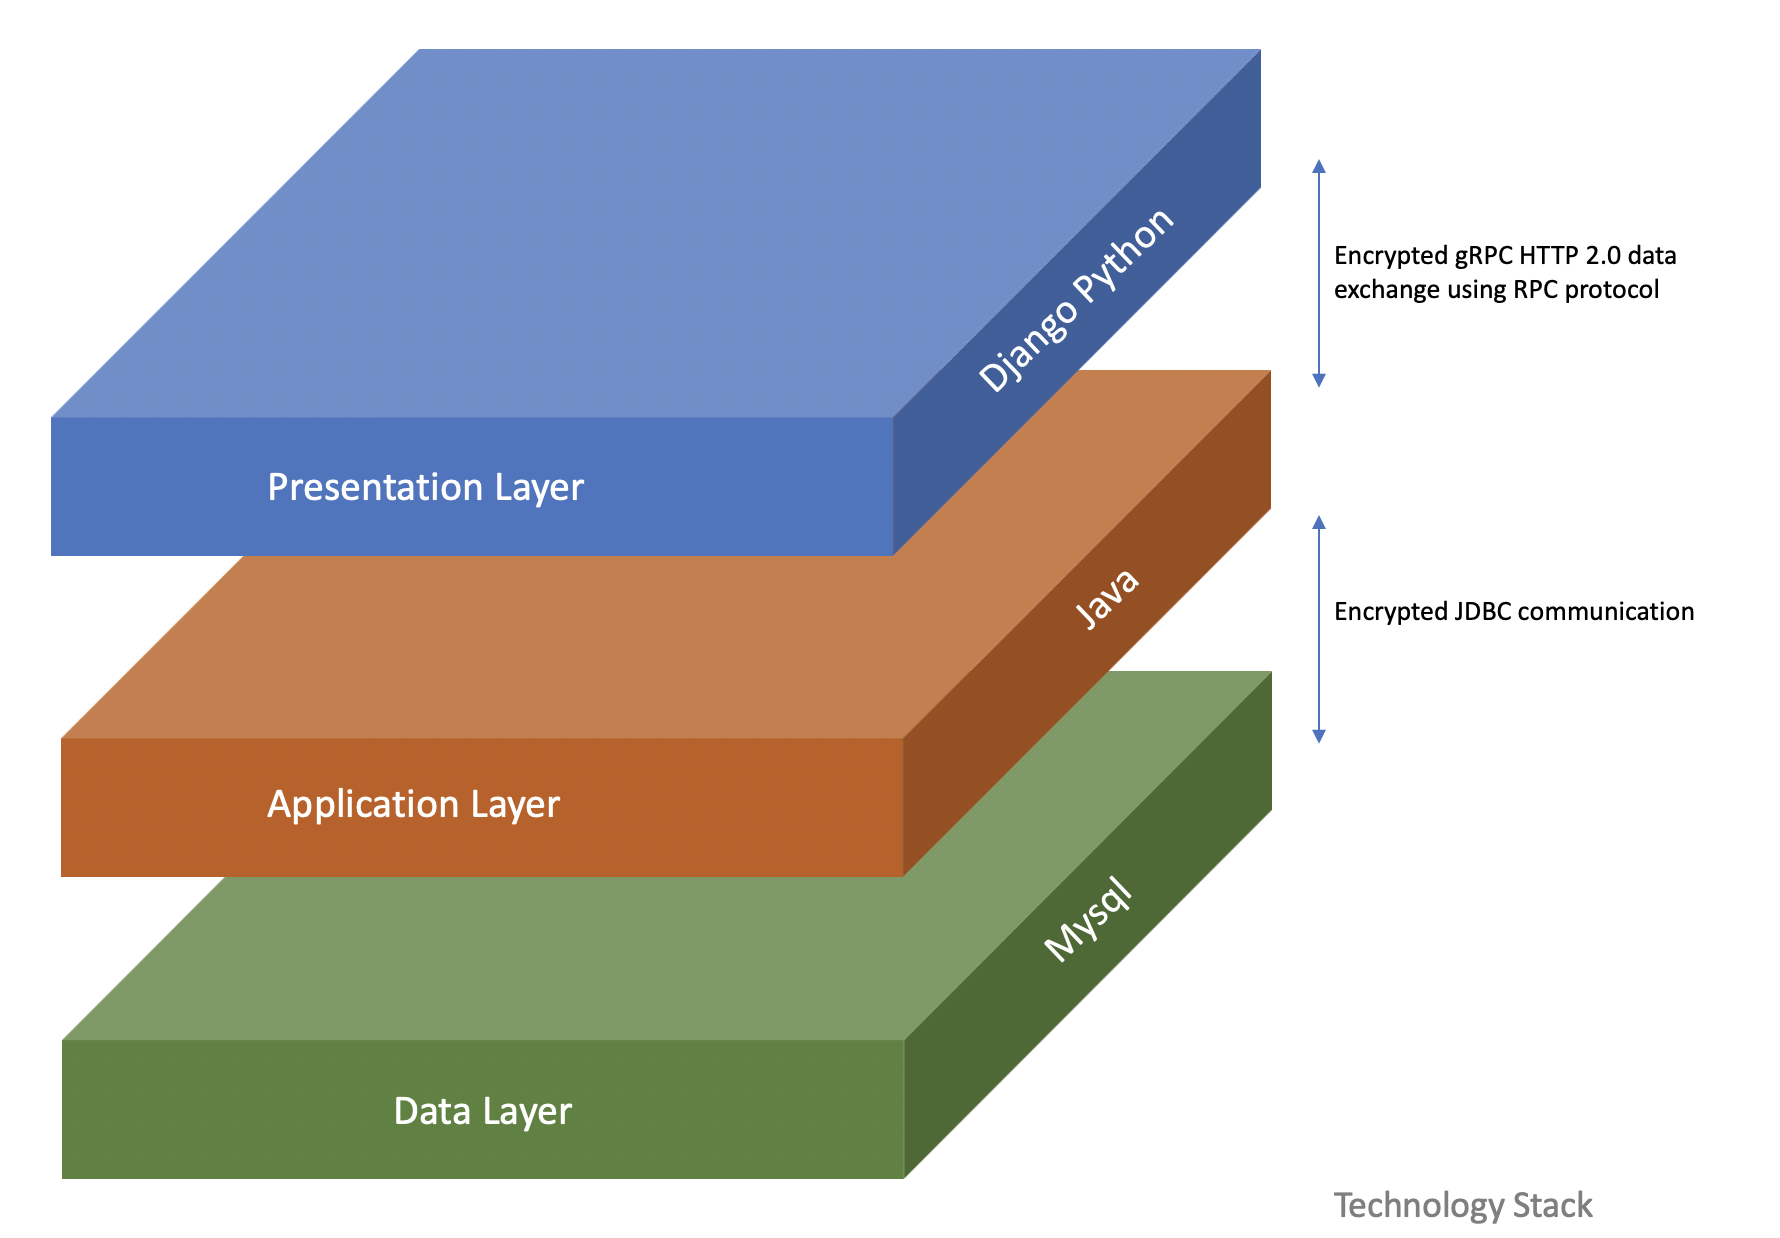 Django Python
Encrypted gRPC HTTP 2.0 data
exchange using RPC protocol
Presentation Layer
Java
Encrypted JDBC communication
Application Layer
Mysql
Data Layer
Technology Stack